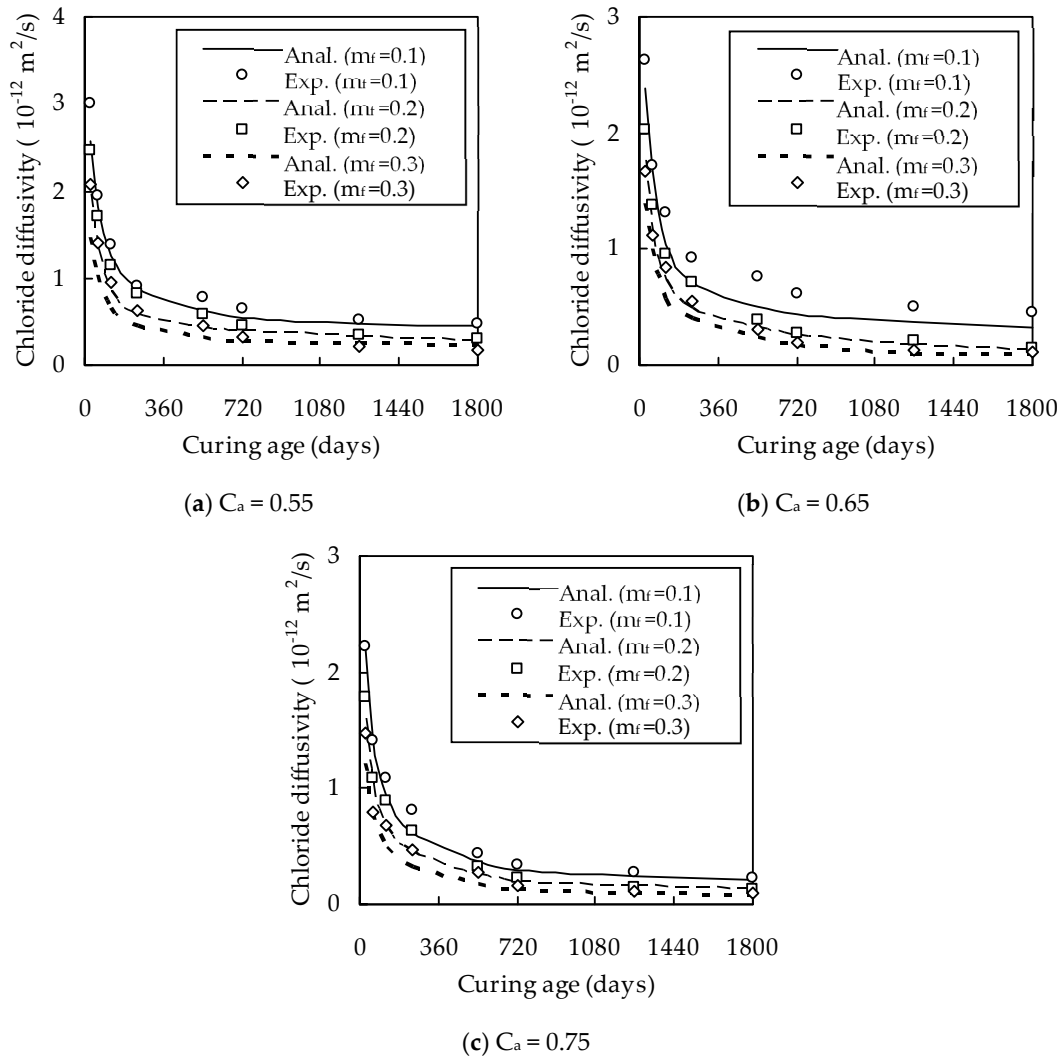 Chloride diffusivity ( 10⁻¹² m²/s)
4
3
2
1
0
Anal. (mf=0.1)
Exp. (mf=0.1)
Anal. (mf=0.2)
Exp. (mf=0.2)
Anal. (mf=0.3)
Exp. (mf=0.3)
0 360 720 1080 1440 1800
Curing age (days)
(a) Ca = 0.55
Chloride diffusivity ( 10⁻¹² m²/s)
3
2
1
0
Anal. (mf=0.1)
Exp. (mf=0.1)
Anal. (mf=0.2)
Exp. (mf=0.2)
Anal. (mf=0.3)
Exp. (mf=0.3)
0 360 720 1080 1440 1800
Curing age (days)
(b) Ca = 0.65
Chloride diffusivity ( 10⁻¹² m²/s)
3
2
1
0
Anal. (mf=0.1)
Exp. (mf=0.1)
Anal. (mf=0.2)
Exp. (mf=0.2)
Anal. (mf=0.3)
Exp. (mf=0.3)
0 360 720 1080 1440 1800
Curing age (days)
(c) Ca = 0.75